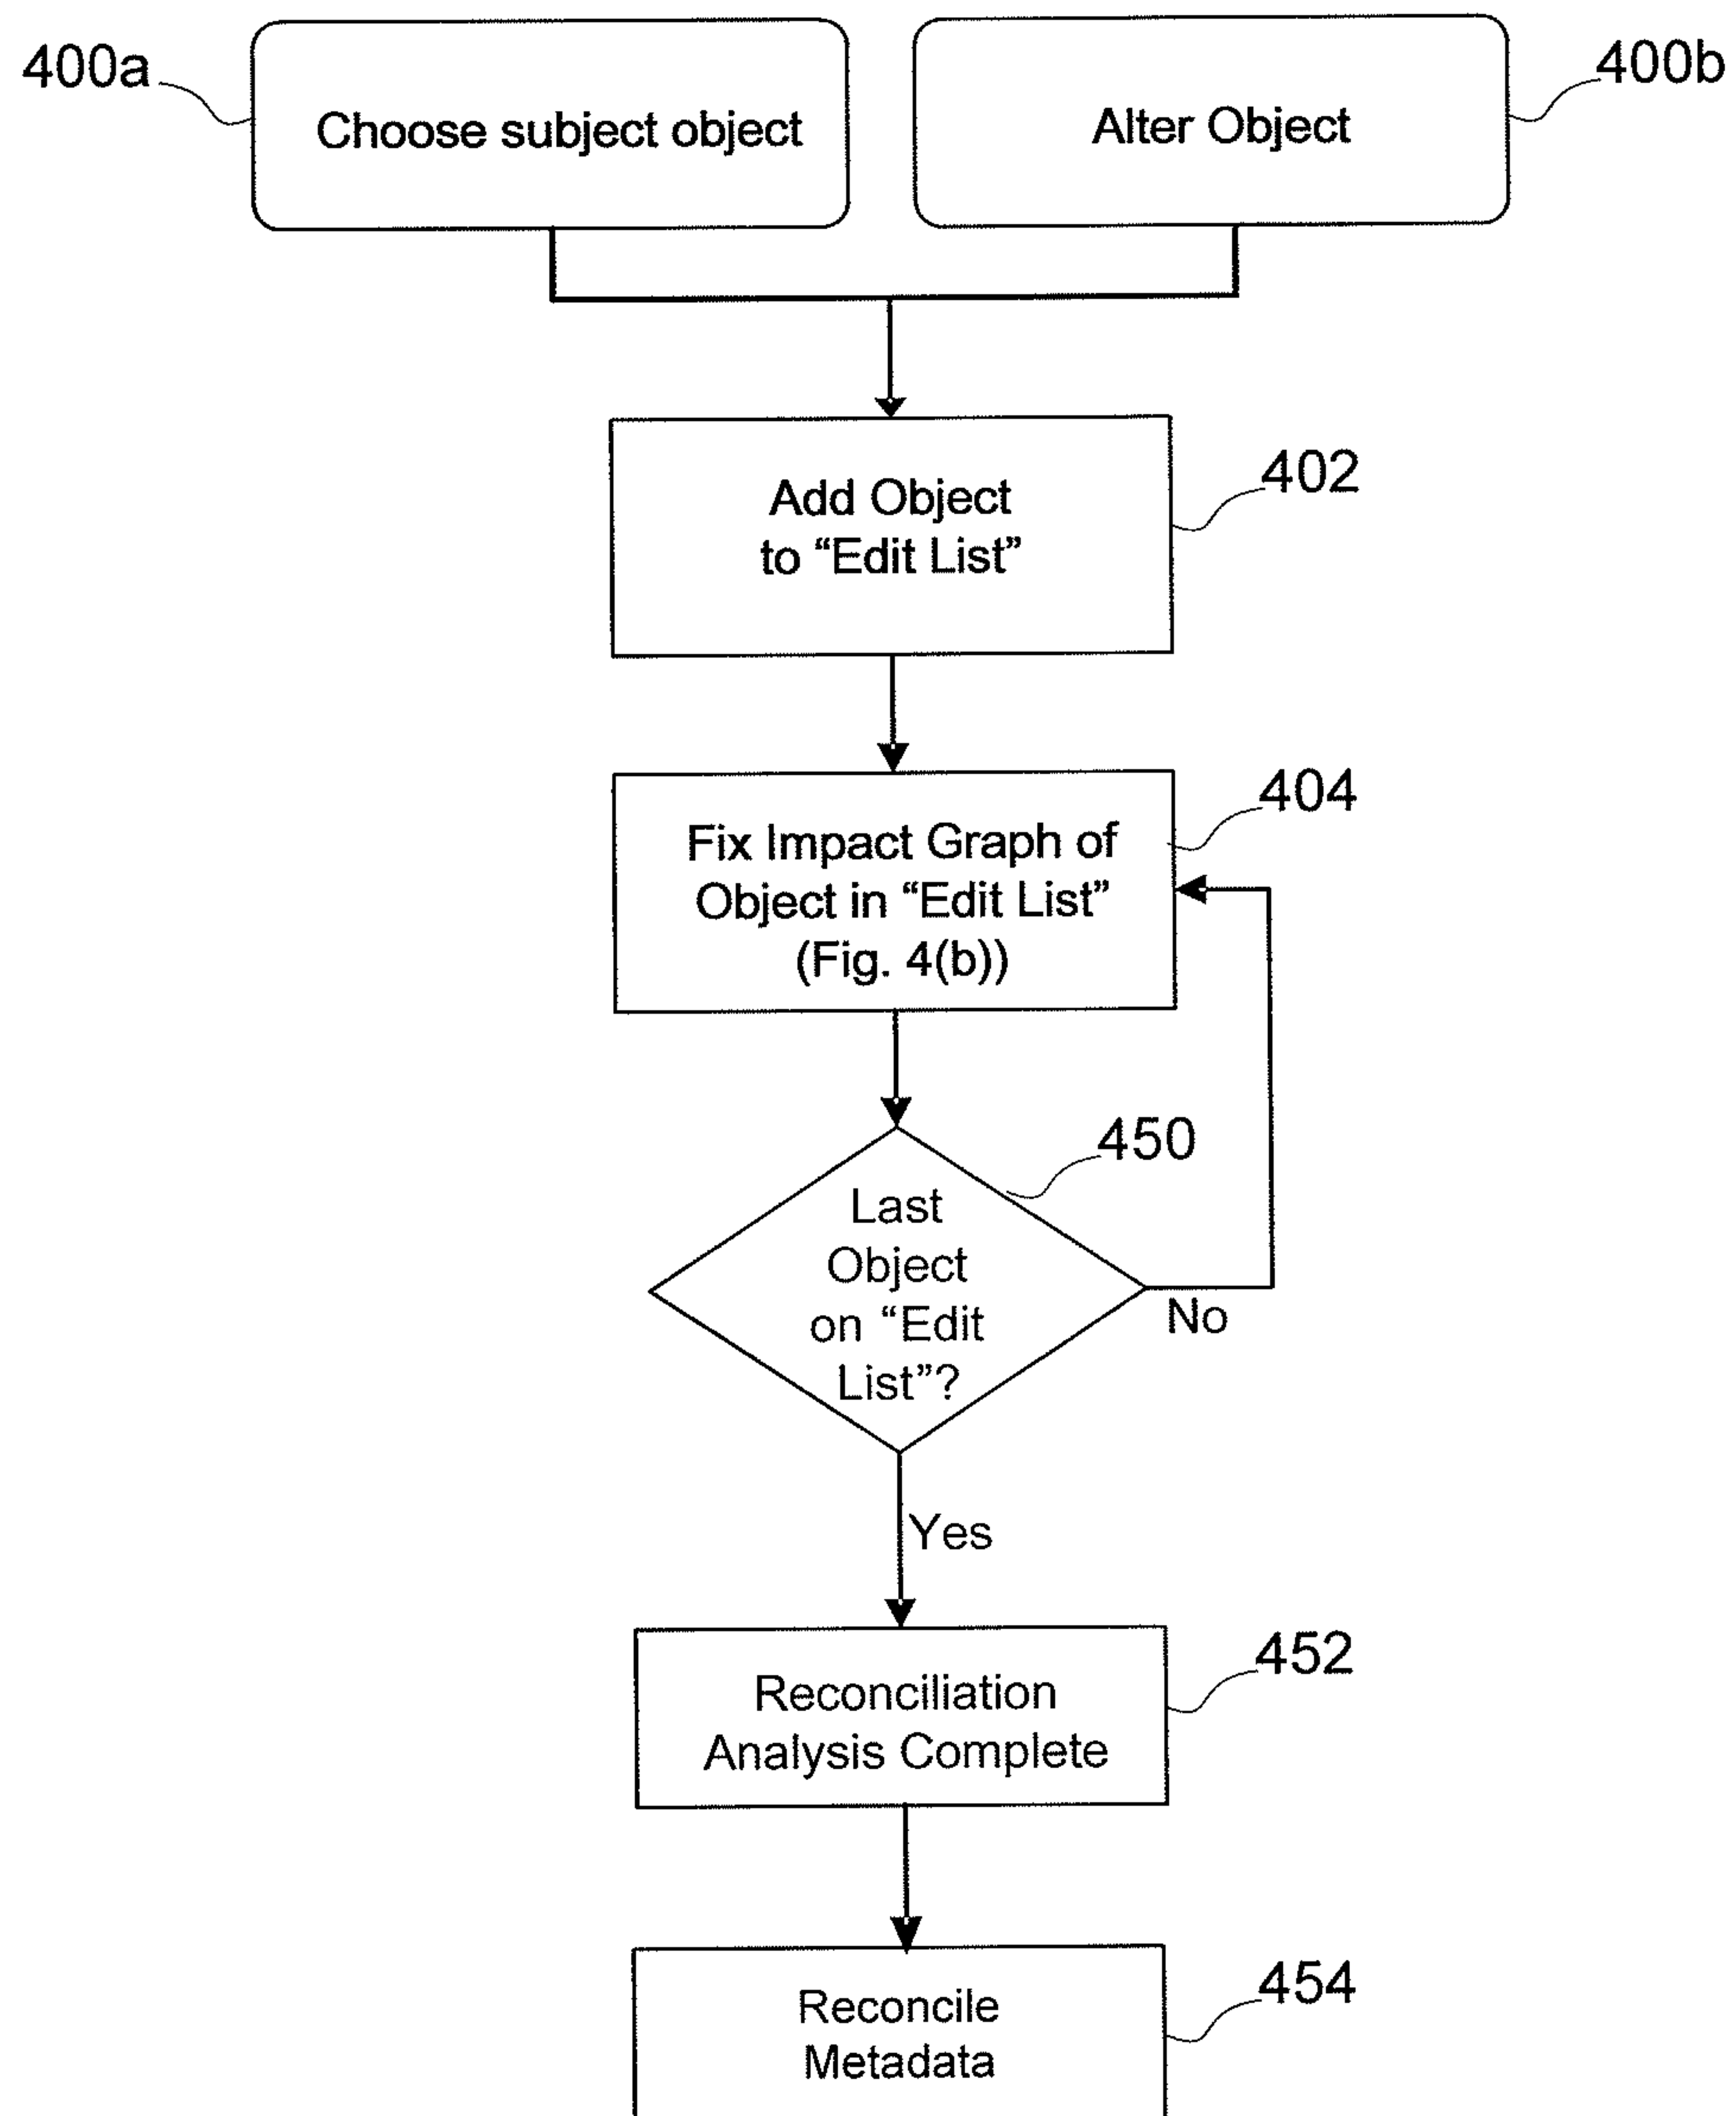 400a
Choose subject object
Alter Object
400b
Add Object
to “Edit List”
402
Fix Impact Graph of
Object in “Edit List”
(Fig. 4(b))
404
Last
Object
on “Edit
List”?
450
No
Yes
Reconciliation
Analysis Complete
452
Reconcile
Metadata
454